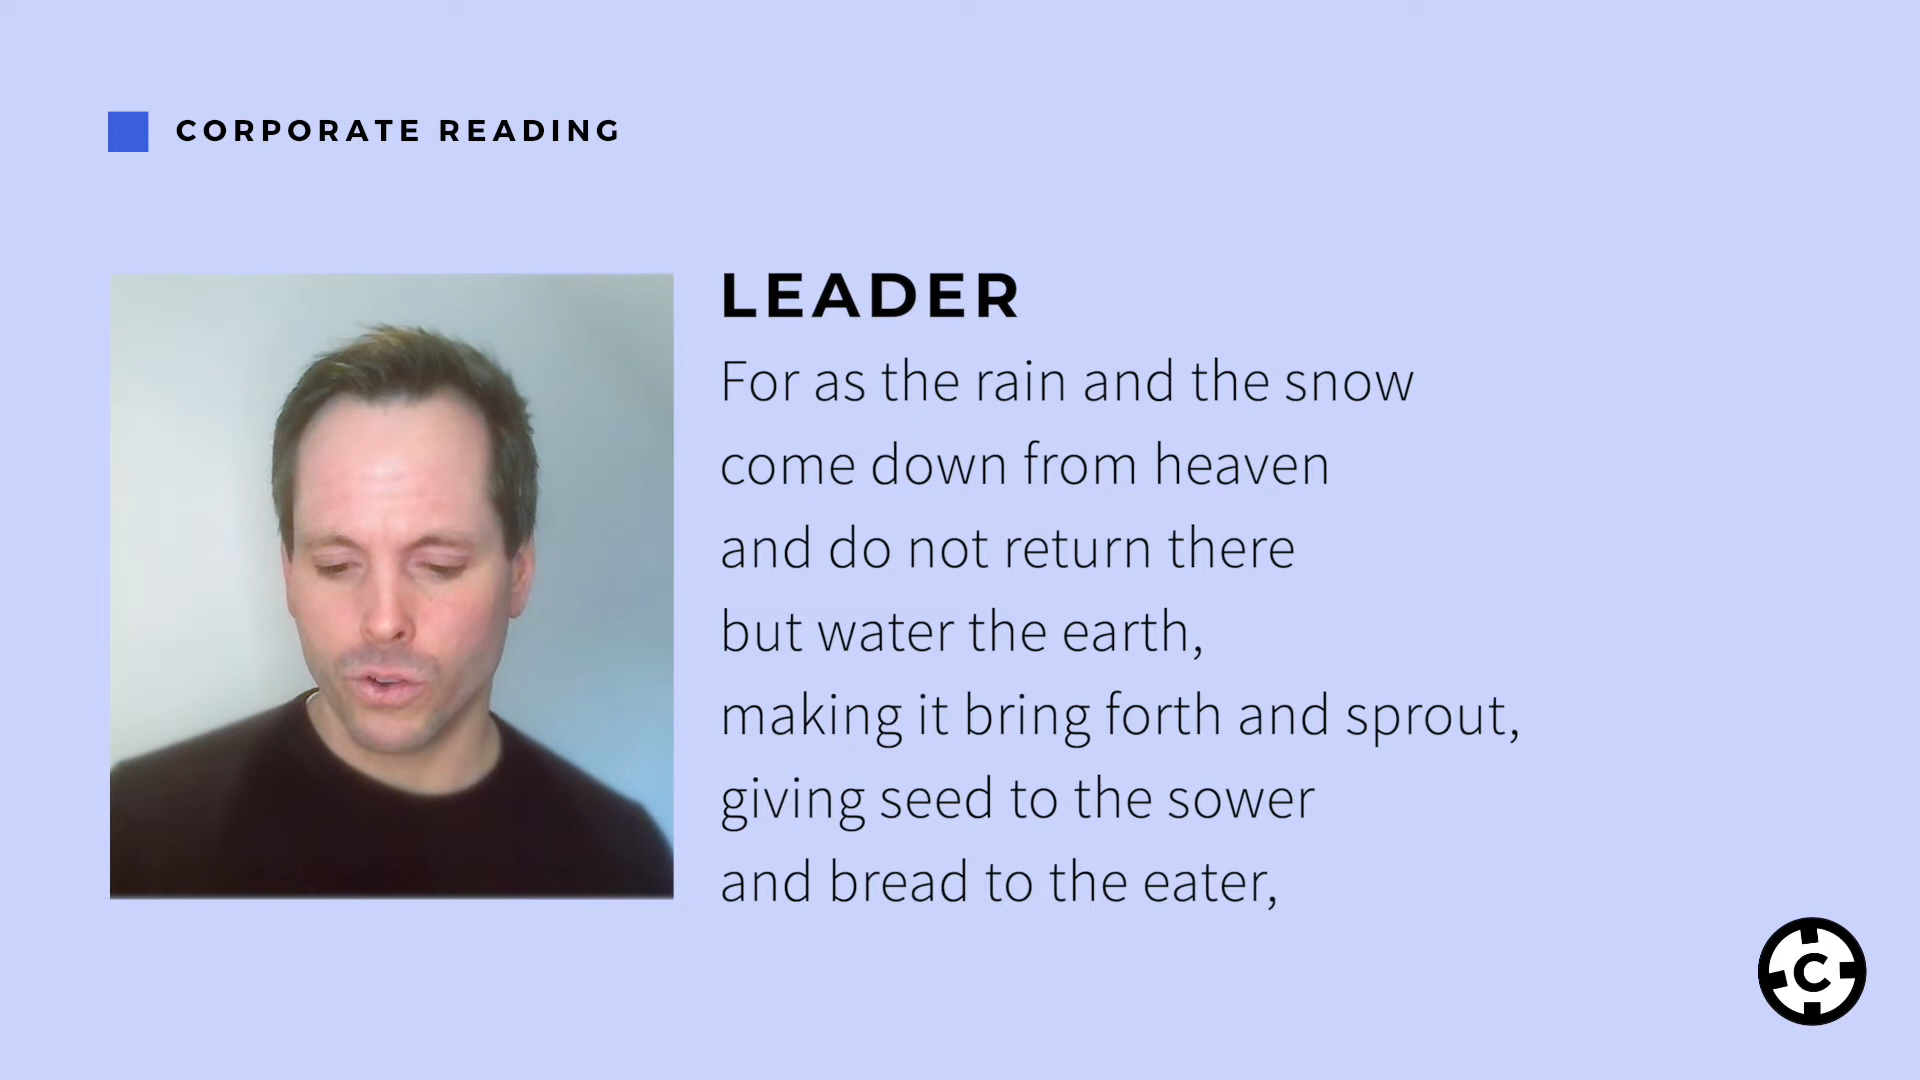 CORPORATE READING
LEADER
For as the rain and the snow
come down from heaven
and do not return there
but water the earth,
making it bring forth and sprout,
giving seed to the sower
and bread to the eater,
C